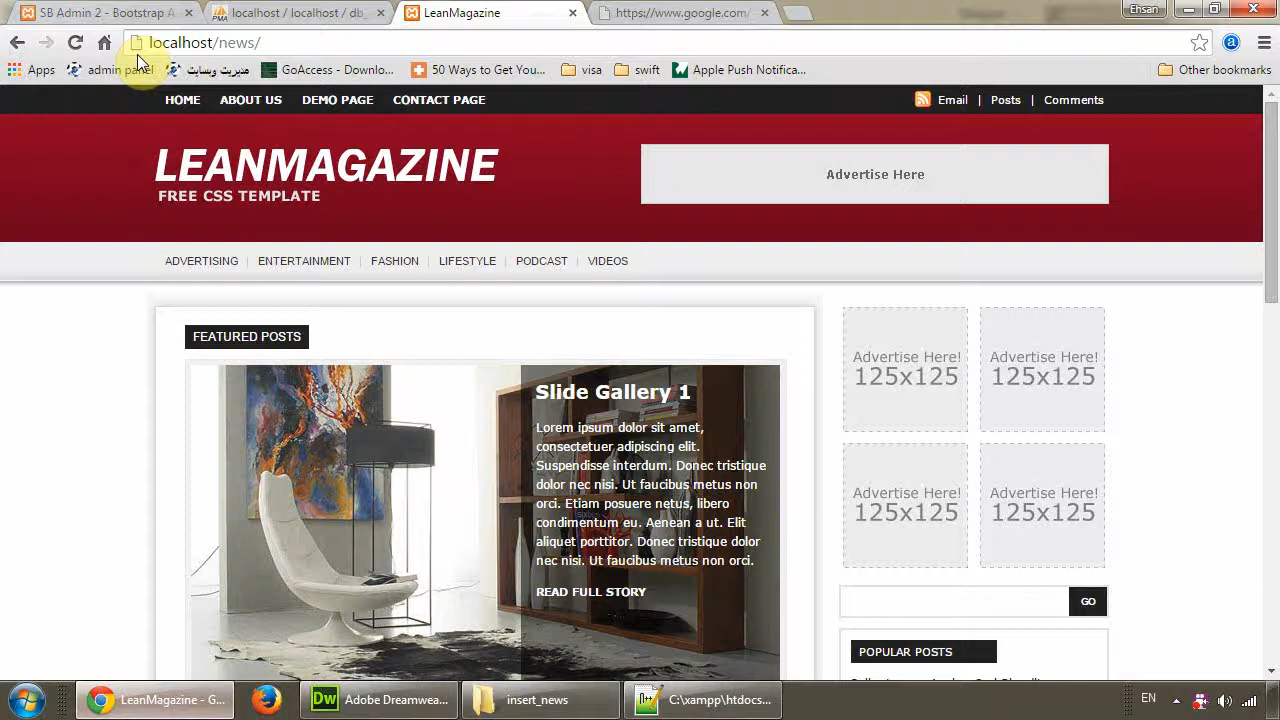 SB Admin 2 - Bootstrap A
localhost / localhost / db_
LeanMagazine
https://www.google.com/
Ehsan
localhost/news/
Apps
admin panel
مدیریت وبسایت
GoAccess - Downlo...
50 Ways to Get You...
visa
swift
Apple Push Notifica...
Other bookmarks
HOME ABOUT US DEMO PAGE CONTACT PAGE
Email | Posts | Comments
LEANMAGAZINE
FREE CSS TEMPLATE
Advertise Here
ADVERTISING ENTERTAINMENT FASHION LIFESTYLE PODCAST VIDEOS
FEATURED POSTS
Slide Gallery 1
Lorem ipsum dolor sit amet,
consectetuer adipiscing elit.
Suspendisse interdum. Donec tristique
dolor nec nisi. Ut faucibus metus non
orci. Etiam posuere netus, libero
condimentum eu. Aenean a ut. Elit
aliquet porttitor. Donec tristique dolor
nec nisi. Ut faucibus metus non orci.
READ FULL STORY
Advertise Here!
125x125
Advertise Here!
125x125
Advertise Here!
125x125
Advertise Here!
125x125
GO
POPULAR POSTS
LeanMagazine - G...
Dw
Adobe Dreamwea...
insert_news
C:\xampp\htdocs...
EN